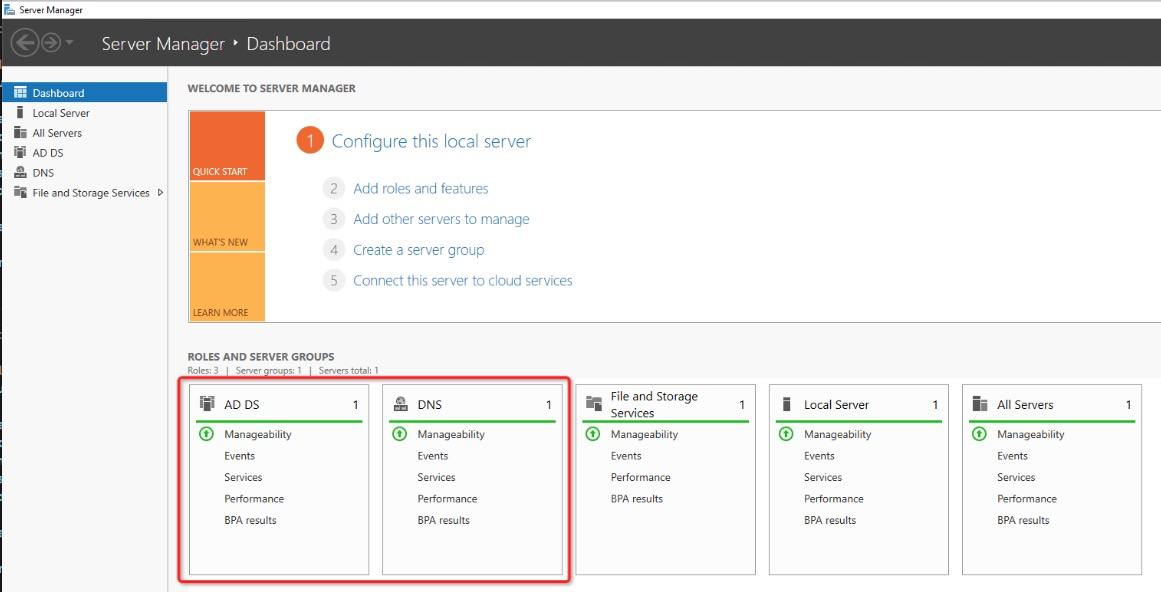 Server Manager
Server Manager ‣ Dashboard
Dashboard
Local Server
All Servers
AD DS
DNS
File and Storage Services
WELCOME TO SERVER MANAGER
QUICK START
WHAT'S NEW
LEARN MORE
1 Configure this local server
2 Add roles and features
3 Add other servers to manage
4 Create a server group
5 Connect this server to cloud services
ROLES AND SERVER GROUPS
Roles: 3 | Server groups: 1 | Servers total: 1
AD DS 1
Manageability
Events
Services
Performance
BPA results
DNS 1
Manageability
Events
Services
Performance
BPA results
File and Storage
Services 1
Manageability
Events
Performance
BPA results
Local Server 1
Manageability
Events
Services
Performance
BPA results
All Servers 1
Manageability
Events
Services
Performance
BPA results